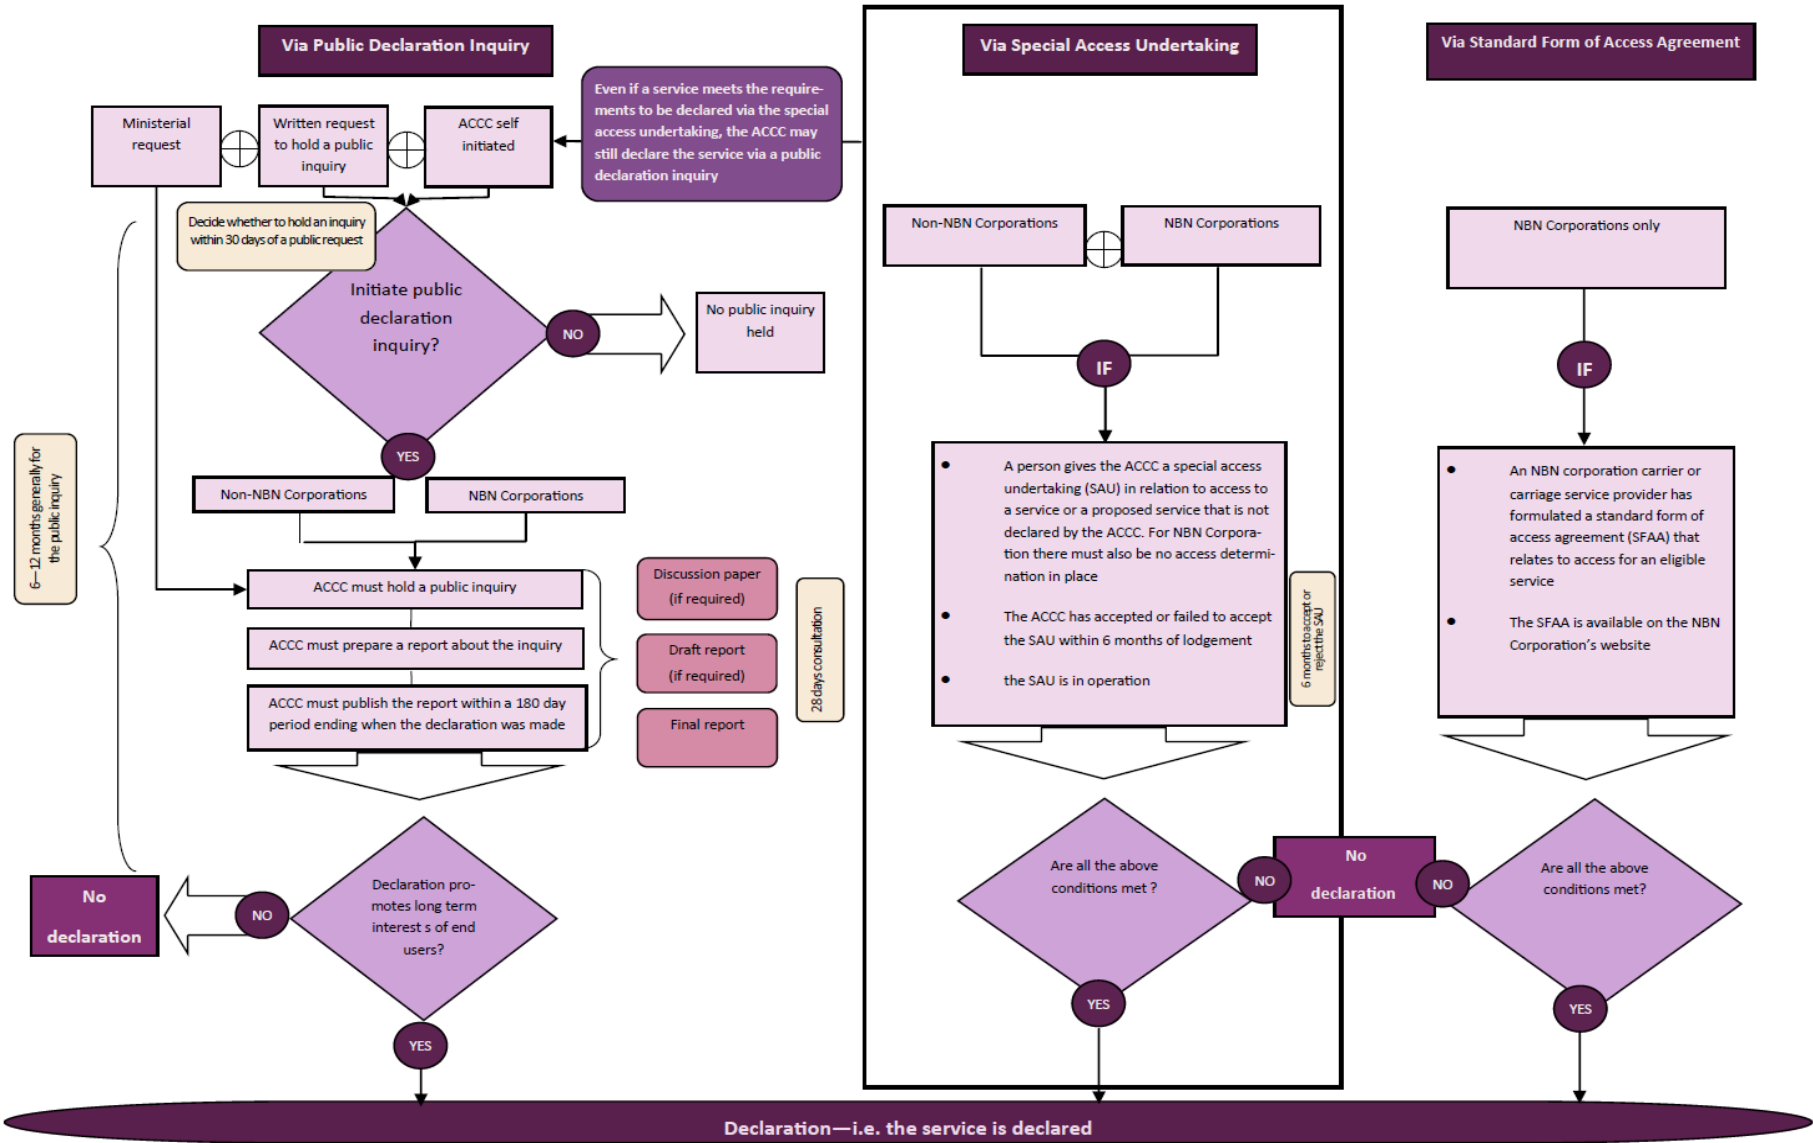 Via Public Declaration Inquiry
Ministerial
request
Written request
to hold a public
inquiry
ACCC self
initiated
Even if a service meets the require-
ments to be declared via the special
access undertaking, the ACCC may
still declare the service via a public
declaration inquiry
Decide whether to hold an inquiry
within 30 days of a public request
Initiate public
declaration
inquiry?
NO
No public inquiry
held
YES
Non-NBN Corporations
NBN Corporations
6—12 months generally for
the public inquiry
ACCC must hold a public inquiry
ACCC must prepare a report about the inquiry
ACCC must publish the report within a 180 day
period ending when the declaration was made
Discussion paper
(if required)
Draft report
(if required)
Final report
28 days consultation
Declaration pro-
motes long term
interest s of end
users?
NO
No
declaration
YES
Via Special Access Undertaking
Non-NBN Corporations
NBN Corporations
IF
• A person gives the ACCC a special access
undertaking (SAU) in relation to access to
a service or a proposed service that is not
declared by the ACCC. For NBN Corpora-
tion there must also be no access determi-
nation in place
• The ACCC has accepted or failed to accept
the SAU within 6 months of lodgement
• the SAU is in operation
6 months to accept or
reject the SAU
Are all the above
conditions met ?
NO
No
declaration
YES
Via Standard Form of Access Agreement
NBN Corporations only
IF
• An NBN corporation carrier or
carriage service provider has
formulated a standard form of
access agreement (SFAA) that
relates to access for an eligible
service
• The SFAA is available on the NBN
Corporation's website
NO
Are all the above
conditions met?
YES
Declaration—i.e. the service is declared